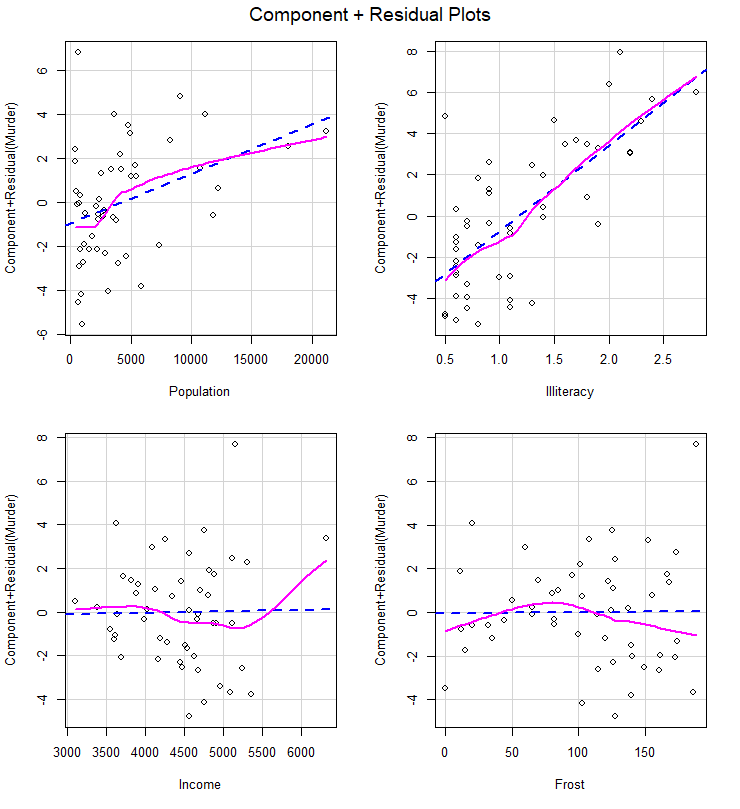 Component + Residual Plots
Component+Residual(Murder)
6
4
2
0
-2
-4
-6
0 5000 10000 15000 20000
Population
Component+Residual(Murder)
8
6
4
2
0
-2
-4
0.5 1.0 1.5 2.0 2.5
Illiteracy
Component+Residual(Murder)
8
6
4
2
0
-2
-4
3000 3500 4000 4500 5000 5500 6000
Income
Component+Residual(Murder)
8
6
4
2
0
-2
-4
0 50 100 150
Frost